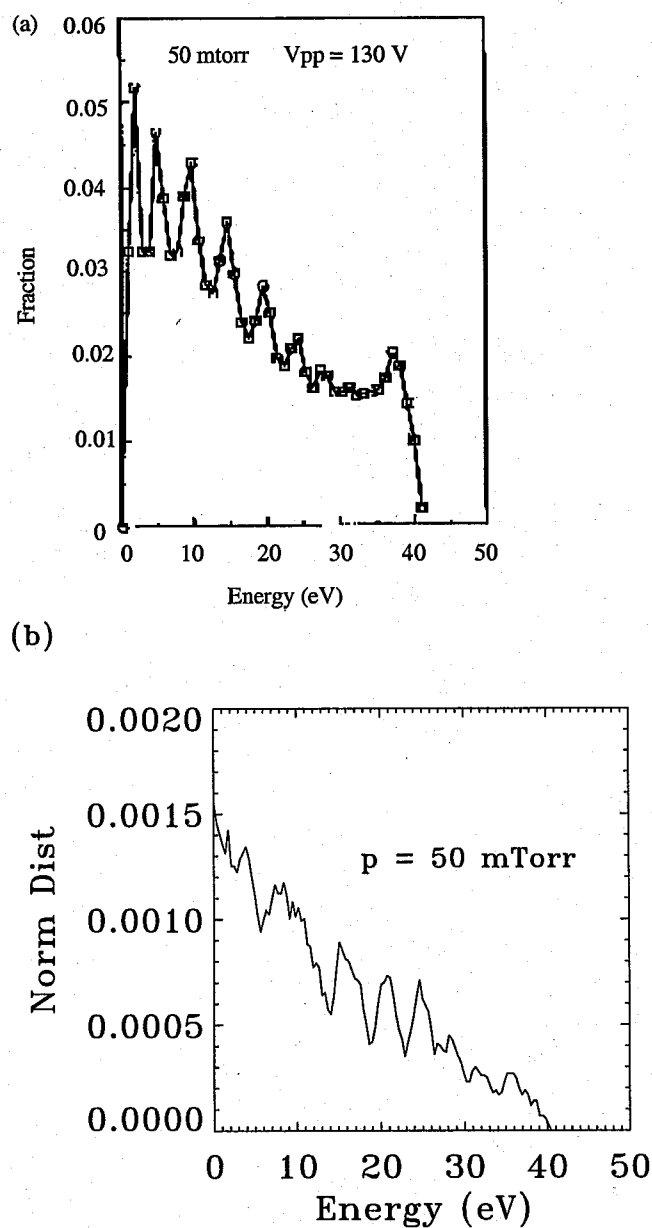 (a)
0.06
50 mtorr Vpp = 130 V
0.05
0.04
0.03
0.02
0.01
0
Fraction
0 10 20 30 40 50
Energy (eV)
(b)
0.0020
0.0015
p = 50 mTorr
0.0010
0.0005
0.0000
Norm Dist
0 10 20 30 40 50
Energy (eV)